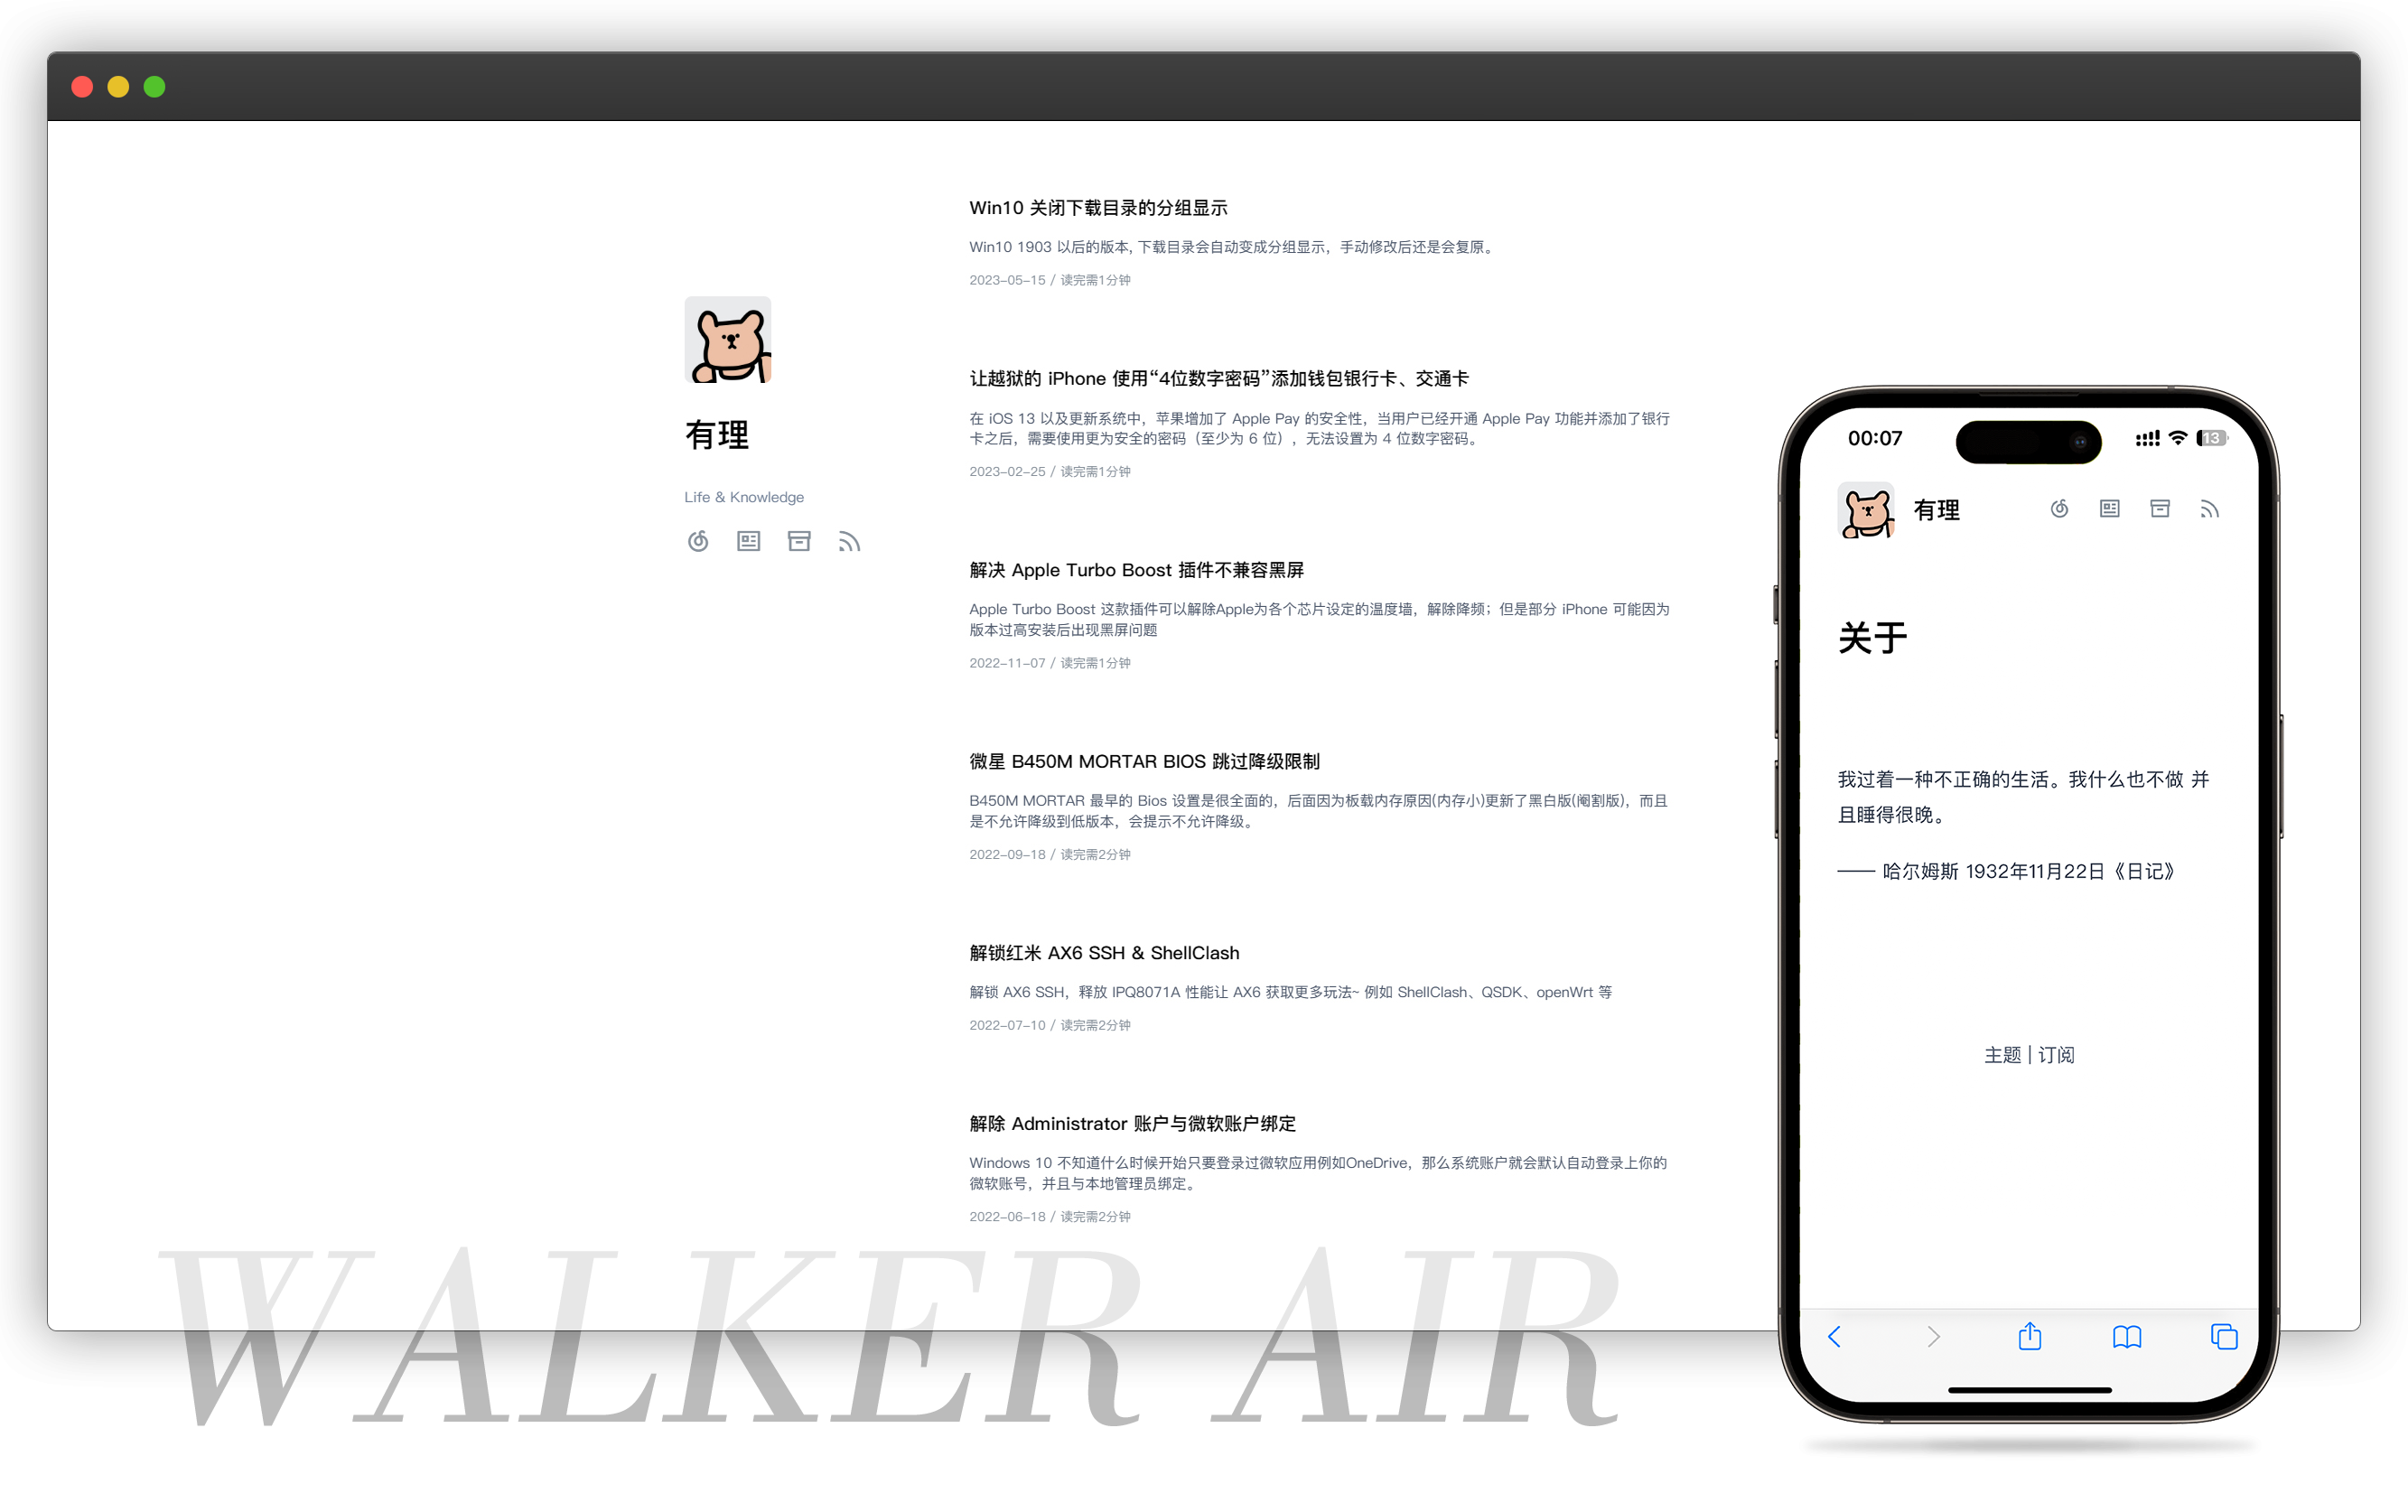 有理
Life & Knowledge
Win10 关闭下载目录的分组显示
Win10 1903 以后的版本, 下载目录会自动变成分组显示，手动修改后还是会复原。
2023-05-15 / 读完需1分钟
让越狱的 iPhone 使用“4位数字密码”添加钱包银行卡、交通卡
在 iOS 13 以及更新系统中，苹果增加了 Apple Pay 的安全性，当用户已经开通 Apple Pay 功能并添加了银行
卡之后，需要使用更为安全的密码（至少为 6 位），无法设置为 4 位数字密码。
2023-02-25 / 读完需1分钟
解决 Apple Turbo Boost 插件不兼容黑屏
Apple Turbo Boost 这款插件可以解除Apple为各个芯片设定的温度墙，解除降频；但是部分 iPhone 可能因为
版本过高安装后出现黑屏问题
2022-11-07 / 读完需1分钟
微星 B450M MORTAR BIOS 跳过降级限制
B450M MORTAR 最早的 Bios 设置是很全面的，后面因为板载内存原因(内存小)更新了黑白版(阉割版)，而且
是不允许降级到低版本，会提示不允许降级。
2022-09-18 / 读完需2分钟
解锁红米 AX6 SSH & ShellClash
解锁 AX6 SSH，释放 IPQ8071A 性能让 AX6 获取更多玩法~ 例如 ShellClash、QSDK、openWrt 等
2022-07-10 / 读完需2分钟
解除 Administrator 账户与微软账户绑定
Windows 10 不知道什么时候开始只要登录过微软应用例如OneDrive，那么系统账户就会默认自动登录上你的
微软账号，并且与本地管理员绑定。
2022-06-18 / 读完需2分钟
00:07
13
有理
关于
我过着一种不正确的生活。我什么也不做 并
且睡得很晚。
—— 哈尔姆斯 1932年11月22日《日记》
主题 | 订阅
WALKER AIR